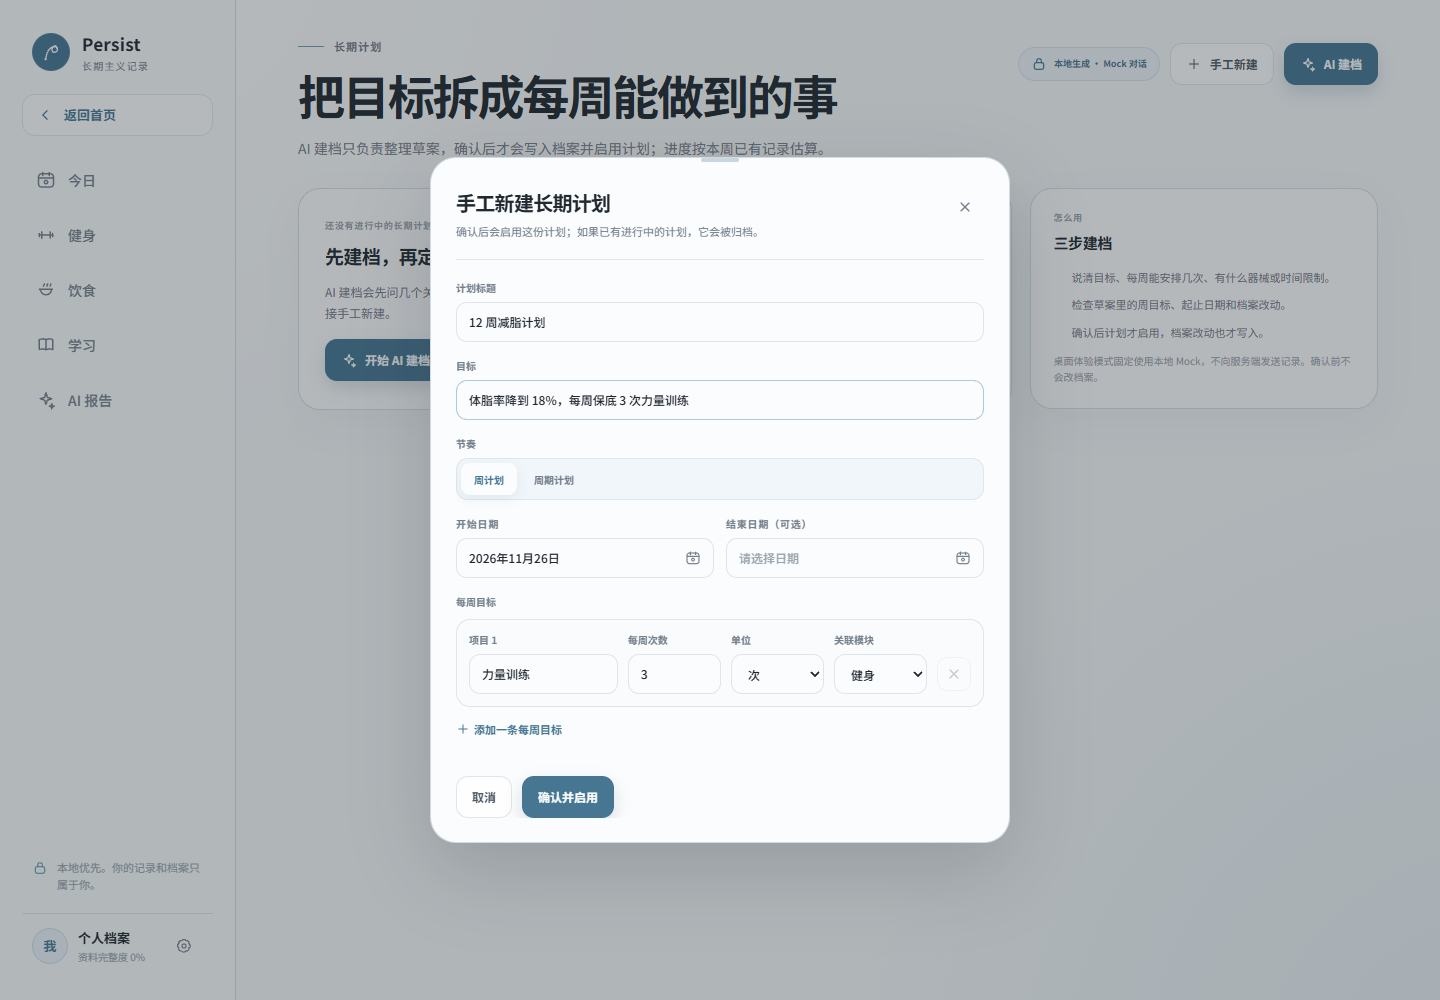 Persist
长期主义记录
返回首页
今日
健身
饮食
学习
AI 报告
本地优先。你的记录和档案只
属于你。
我
个人档案
资料完整度 0%
长期计划
把目标拆成每周能做到的事
AI 建档只负责整理草案，确认后才会写入档案并启用计划；进度按本周已有记录估算。
本地生成 · Mock 对话
手工新建
AI 建档
还没有进行中的长期计划
先建档，再定
AI 建档会先问几个关
接手工新建。
开始 AI 建档
怎么用
三步建档
说清目标、每周能安排几次、有什么器械或时间限制。
检查草案里的周目标、起止日期和档案改动。
确认后计划才启用，档案改动也才写入。
桌面体验模式固定使用本地 Mock，不向服务端发送记录。确认前不
会改档案。
手工新建长期计划
确认后会启用这份计划；如果已有进行中的计划，它会被归档。
计划标题
12 周减脂计划
目标
体脂率降到 18%，每周保底 3 次力量训练
节奏
周计划
周期计划
开始日期
结束日期（可选）
2026年11月26日
请选择日期
每周目标
项目 1
每周次数
单位
关联模块
力量训练
3
次
健身
添加一条每周目标
取消
确认并启用